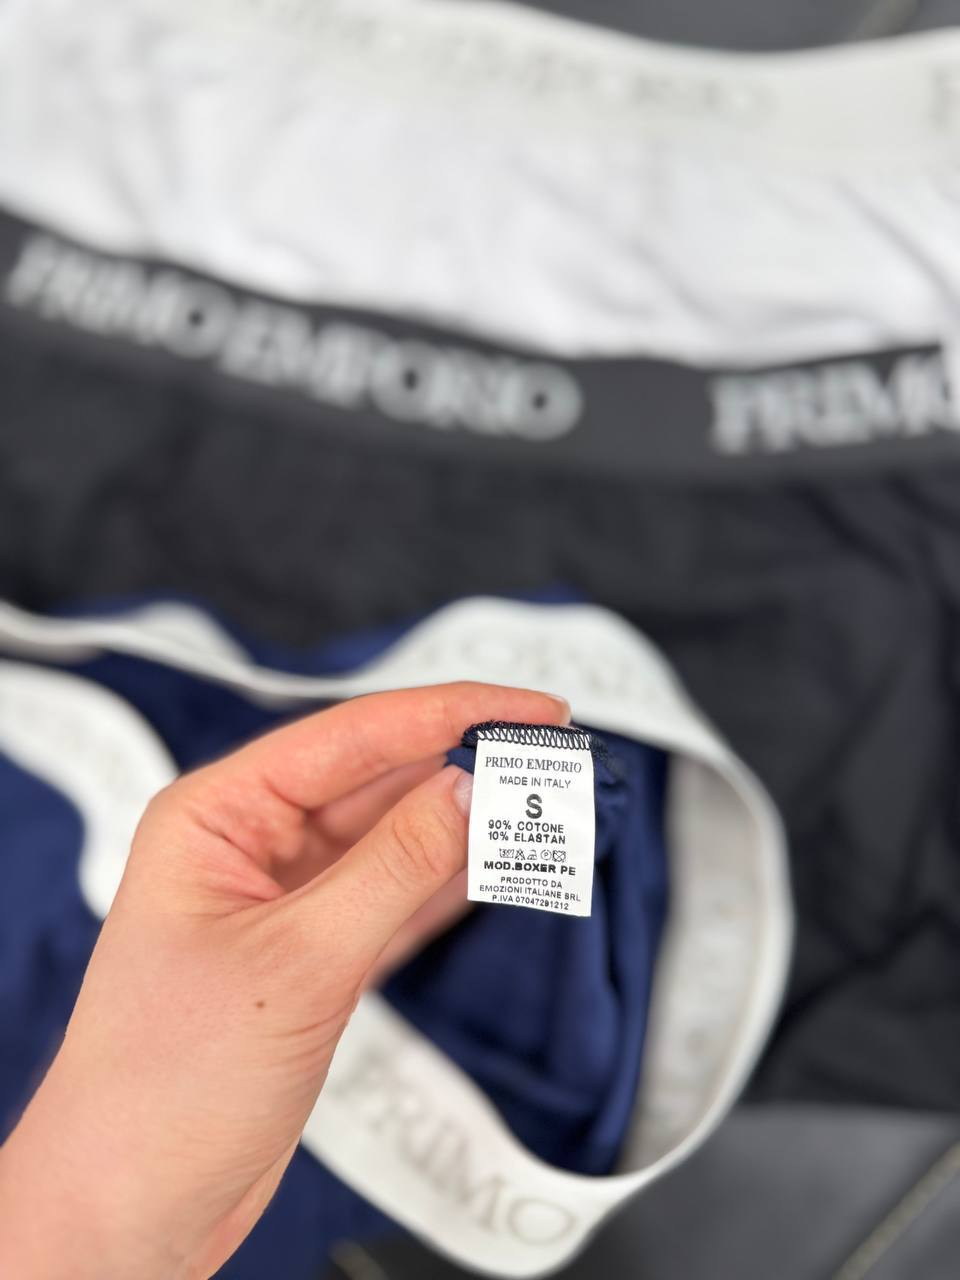 PRIMO EMPORIO
PRIMO
PRIMO EMPORIO
MADE IN ITALY
S
90% COTONE
10% ELASTAN
MOD.BOXER PE
PRODOTTO DA
EMOZIONI ITALIANE SRL
P.IVA 07047291212
PRIMO